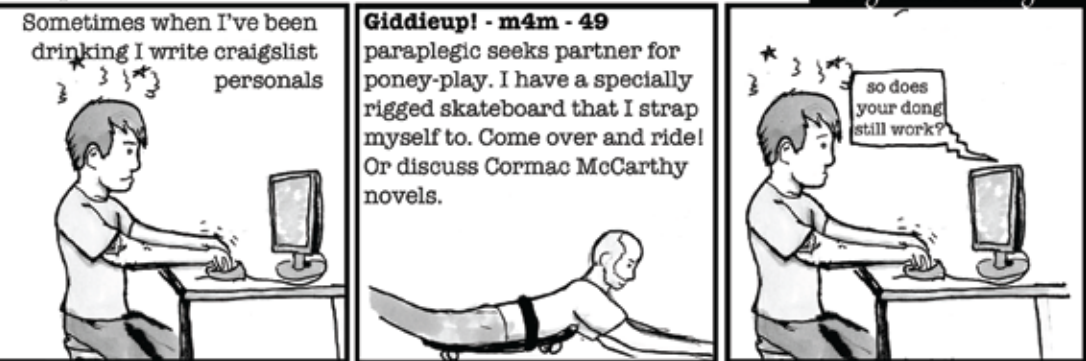 Sometimes when I've been
drinking I write craigslist
personals
Giddieup! - m4m - 49
paraplegic seeks partner for
poney-play. I have a specially
rigged skateboard that I strap
myself to. Come over and ride!
Or discuss Cormac McCarthy
novels.
so does
your dong
still work?